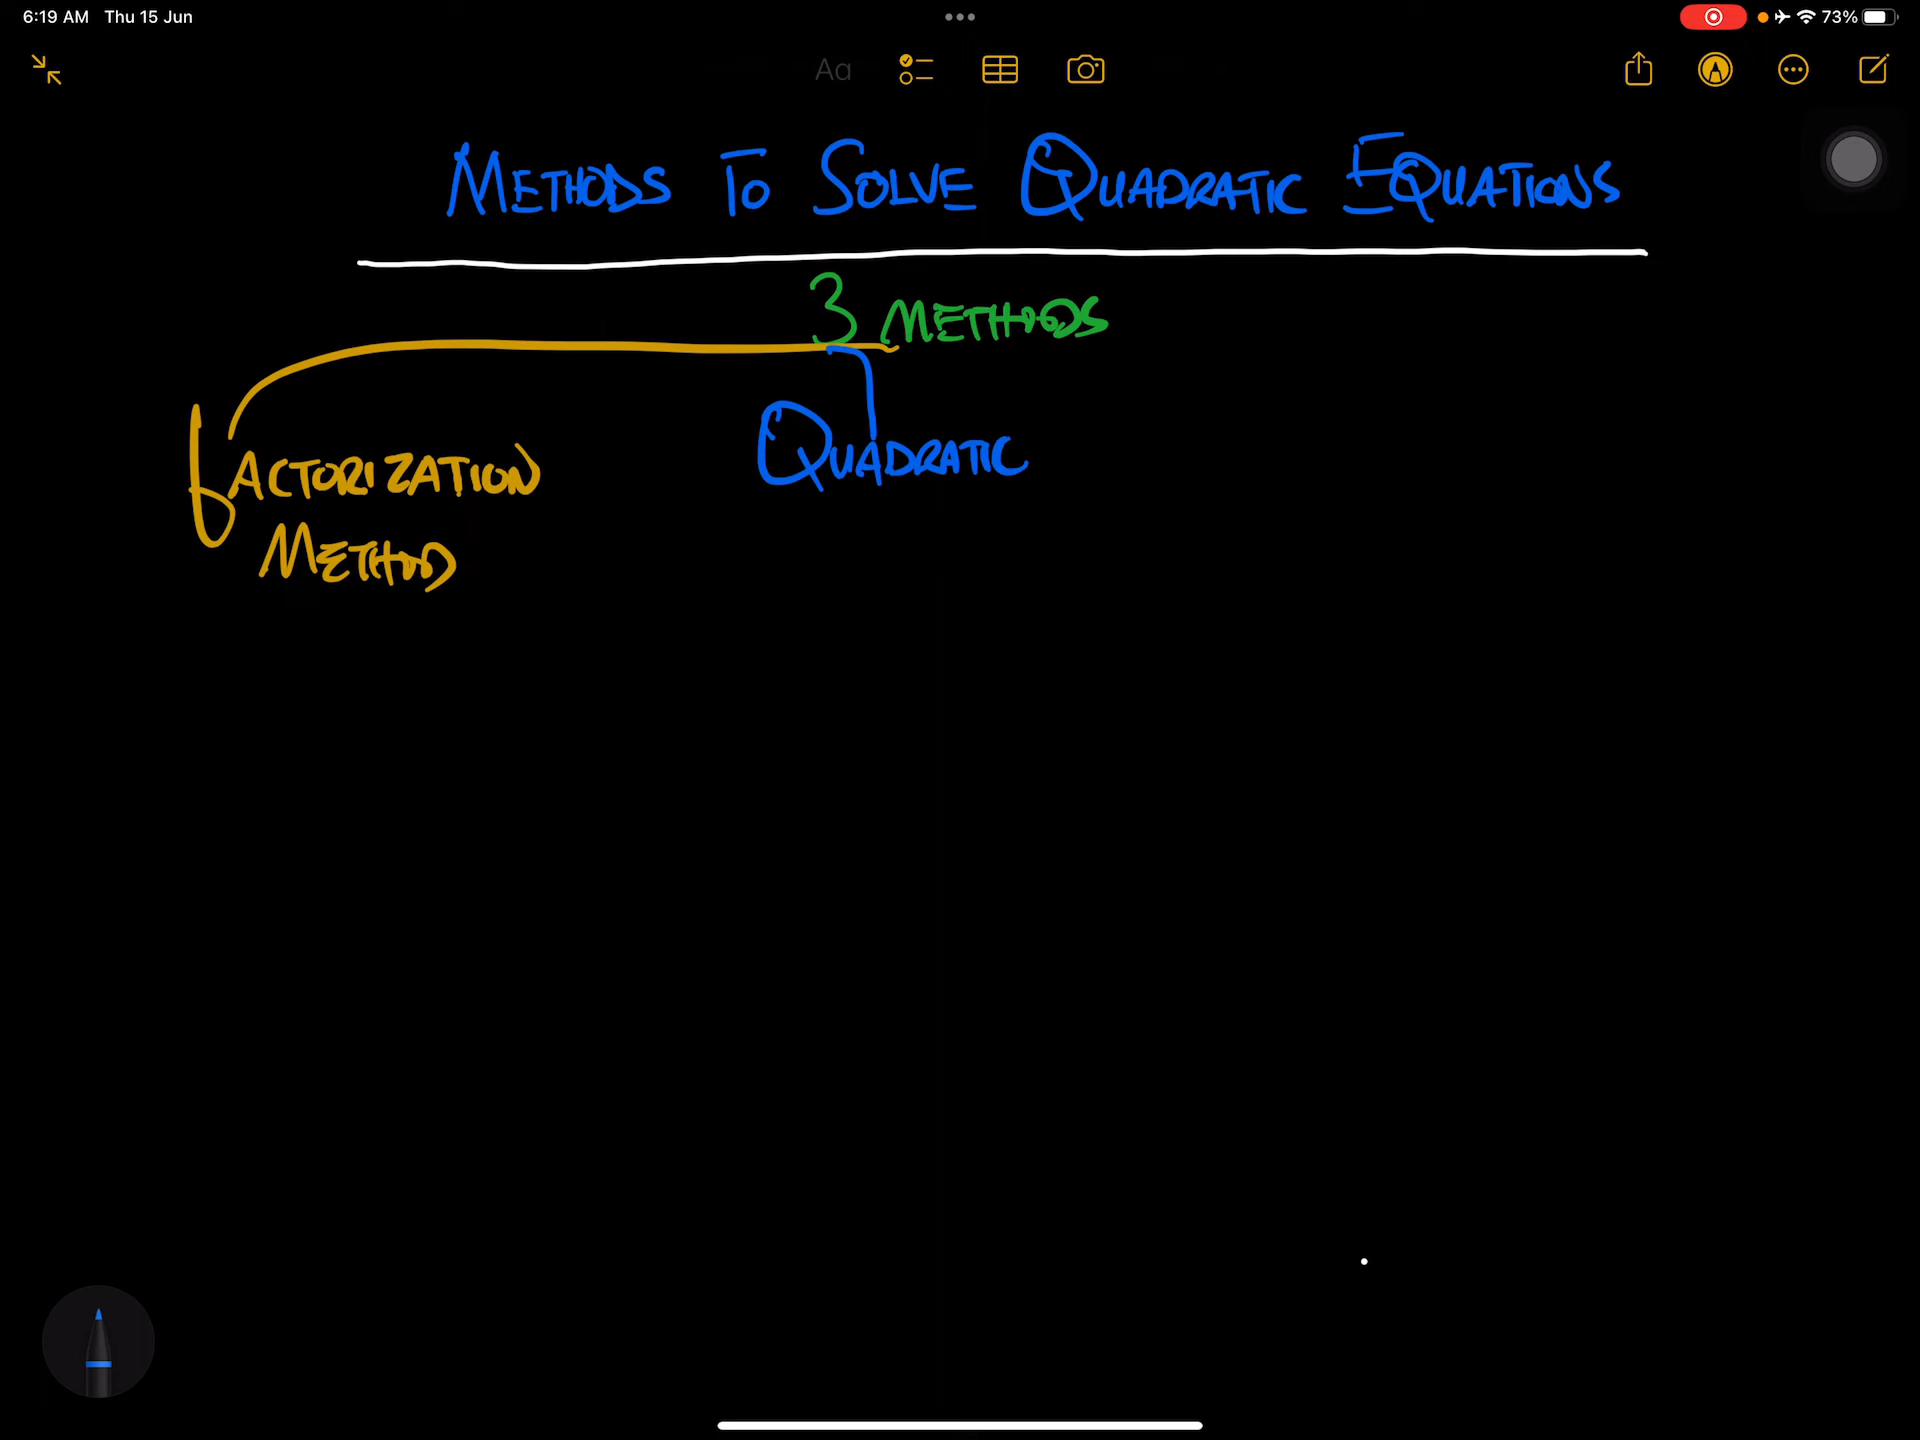 6:19 AM Thu 15 Jun
73%
Aa
METHODS TO SOLVE QUADRATIC EQUATIONS
3 METHODS
FACTORIZATION
METHOD
QUADRATIC